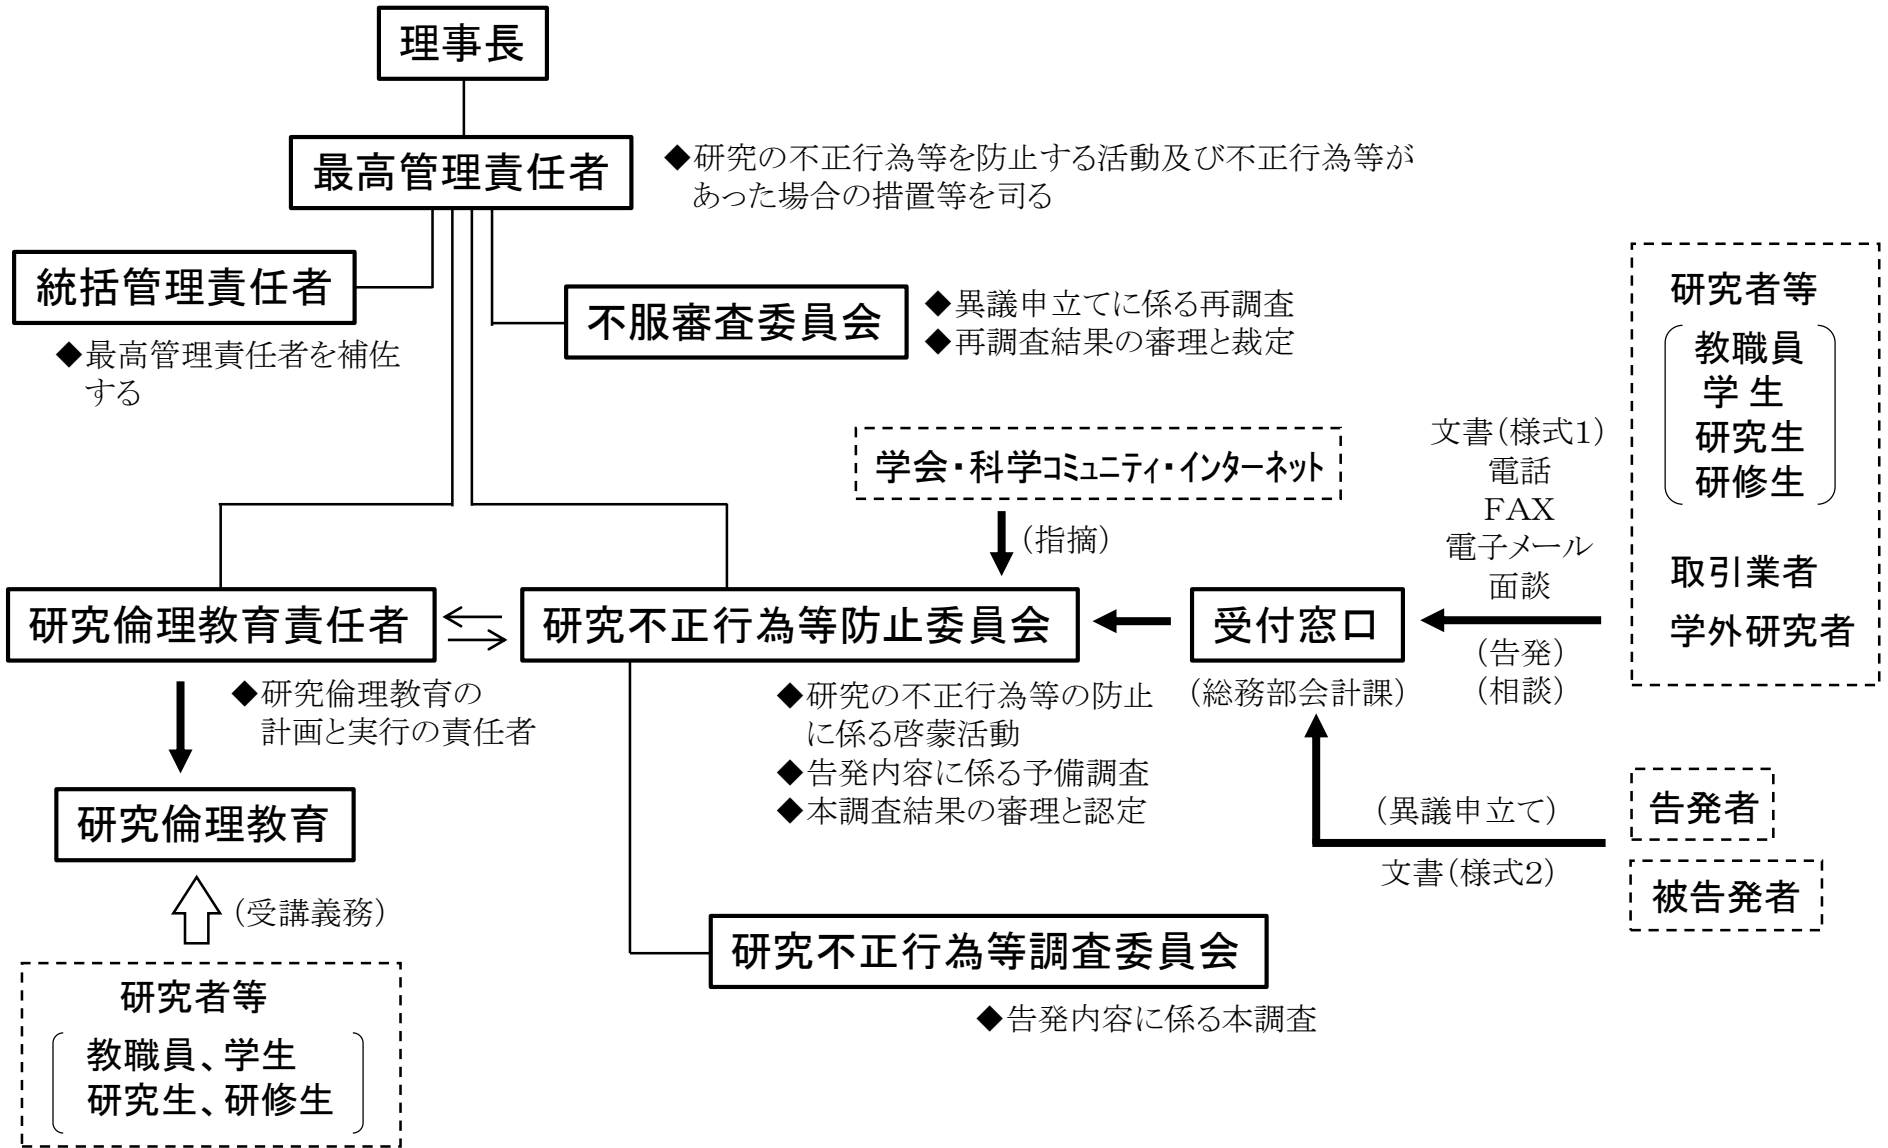 理事長
最高管理責任者
◆研究の不正行為等を防止する活動及び不正行為等が
あった場合の措置等を司る
統括管理責任者
◆最高管理責任者を補佐
する
不服審査委員会
◆異議申立てに係る再調査
◆再調査結果の審理と裁定
学会・科学コミュニティ・インターネット
(指摘)
研究者等
教職員
学 生
研究生
研修生
取引業者
学外研究者
文書(様式1)
電話
FAX
電子メール
面談
(告発)
(相談)
研究倫理教育責任者
◆研究倫理教育の
計画と実行の責任者
研究不正行為等防止委員会
◆研究の不正行為等の防止
に係る啓蒙活動
◆告発内容に係る予備調査
◆本調査結果の審理と認定
受付窓口
(総務部会計課)
(異議申立て)
文書(様式2)
告発者
被告発者
研究倫理教育
(受講義務)
研究者等
教職員、学生
研究生、研修生
研究不正行為等調査委員会
◆告発内容に係る本調査